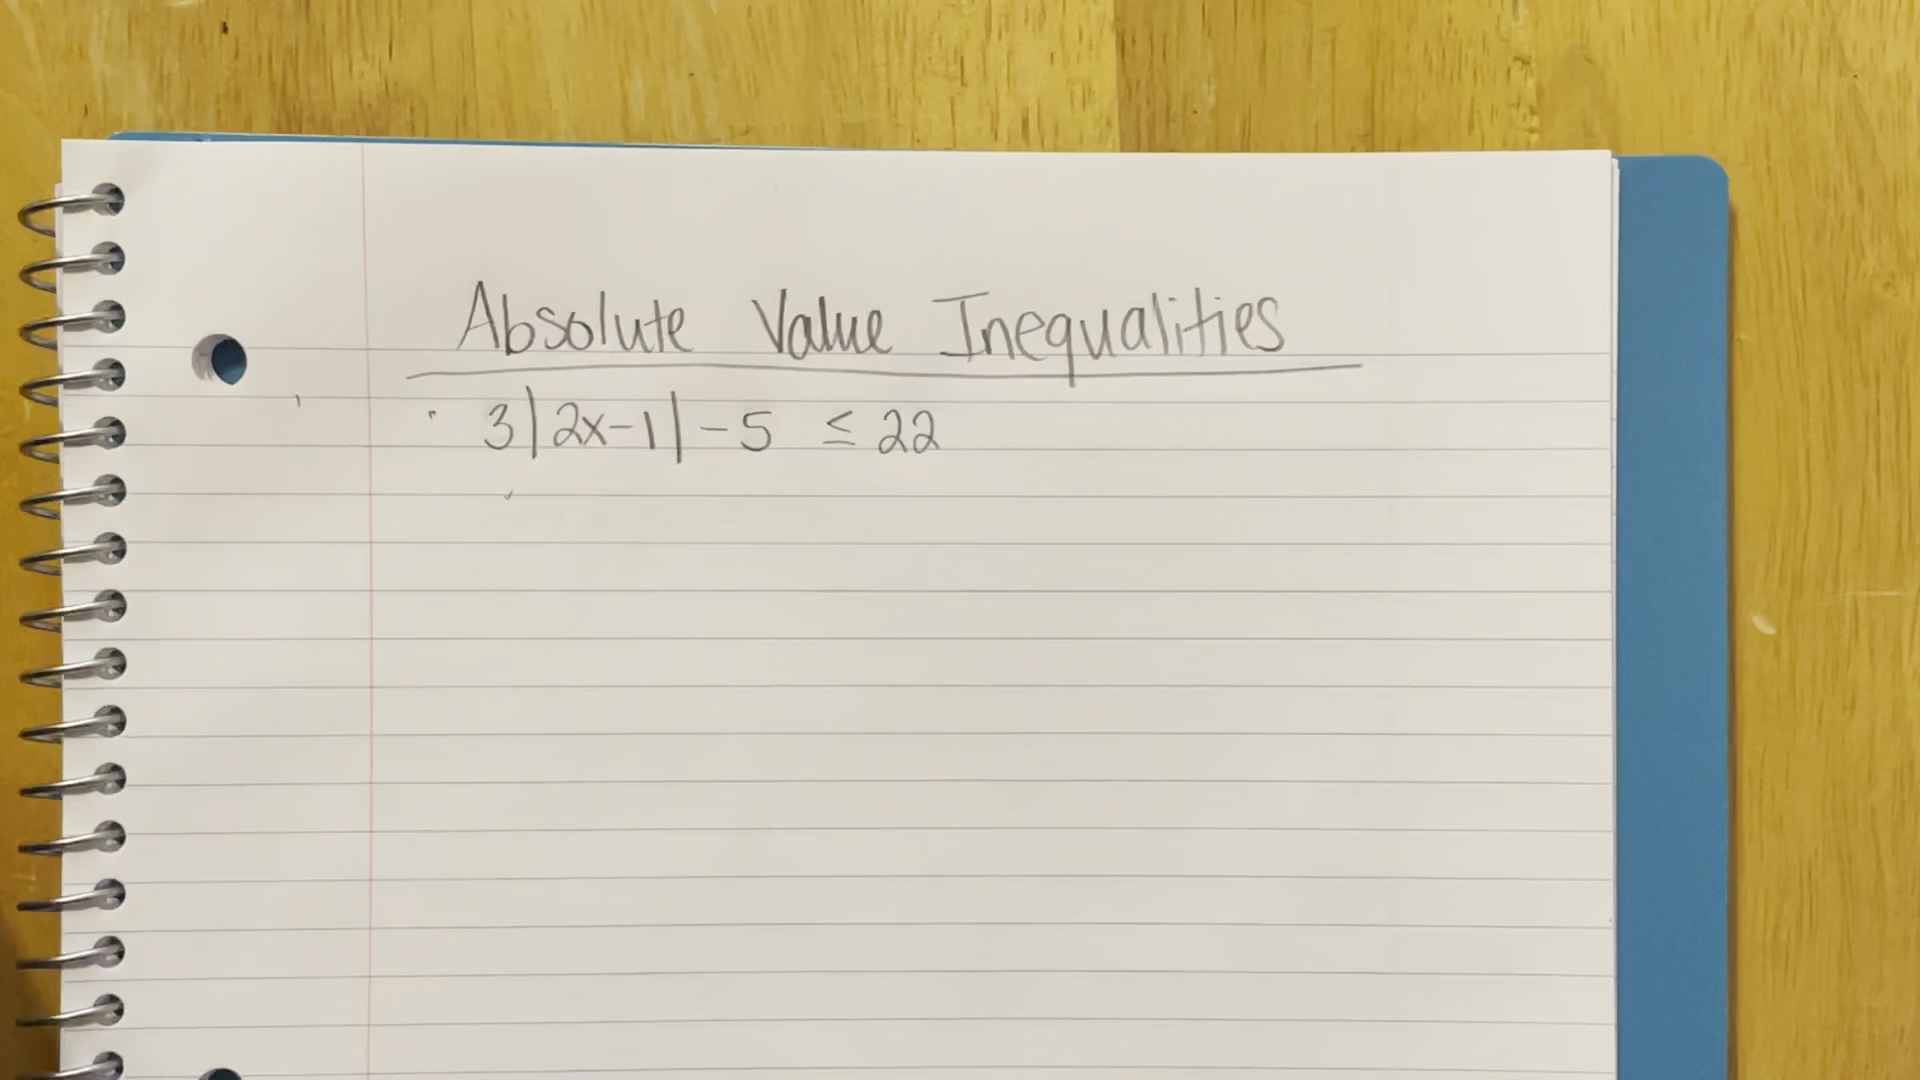 Absolute Value Inequalities
3|2x-1| - 5 ≤ 22